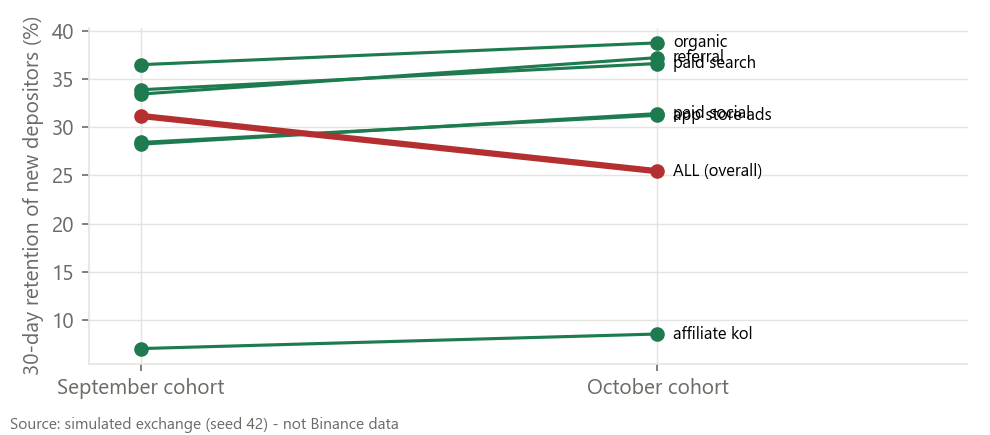 30-day retention of new depositors (%)
40
35
30
25
20
15
10
organic
referral
paid search
paid social
app store ads
ALL (overall)
affiliate kol
September cohort
October cohort
Source: simulated exchange (seed 42) - not Binance data